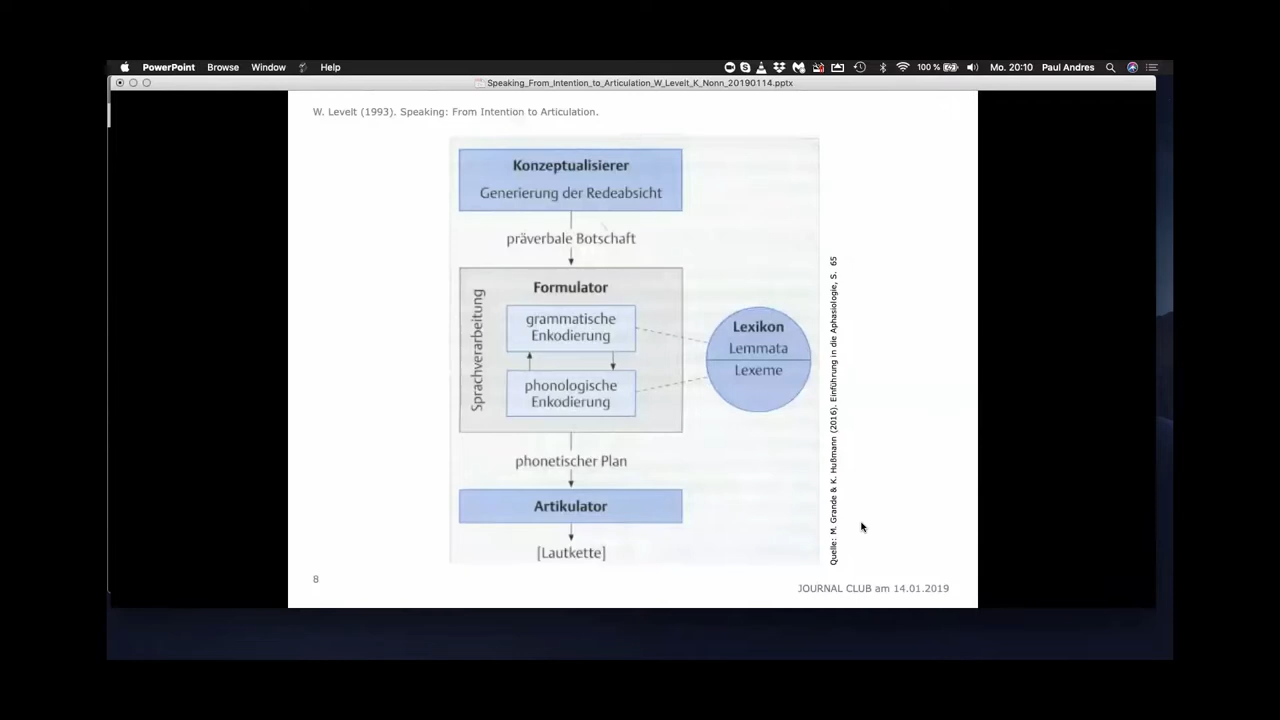 PowerPoint Browse Window Help 100 % Mo. 20:10 Paul Andres
Speaking_From_Intention_to_Articulation_W_Levelt_K_Nonn_20190114.pptx
W. Levelt (1993). Speaking: From Intention to Articulation.
Konzeptualisierer
Generierung der Redeabsicht
präverbale Botschaft
Sprachverarbeitung
Formulator
grammatische
Enkodierung
phonologische
Enkodierung
Lexikon
Lemmata
Lexeme
phonetischer Plan
Artikulator
[Lautkette]
Quelle: M. Grande & K. Hußmann (2016). Einführung in die Aphasiologie, S. 65
8
JOURNAL CLUB am 14.01.2019